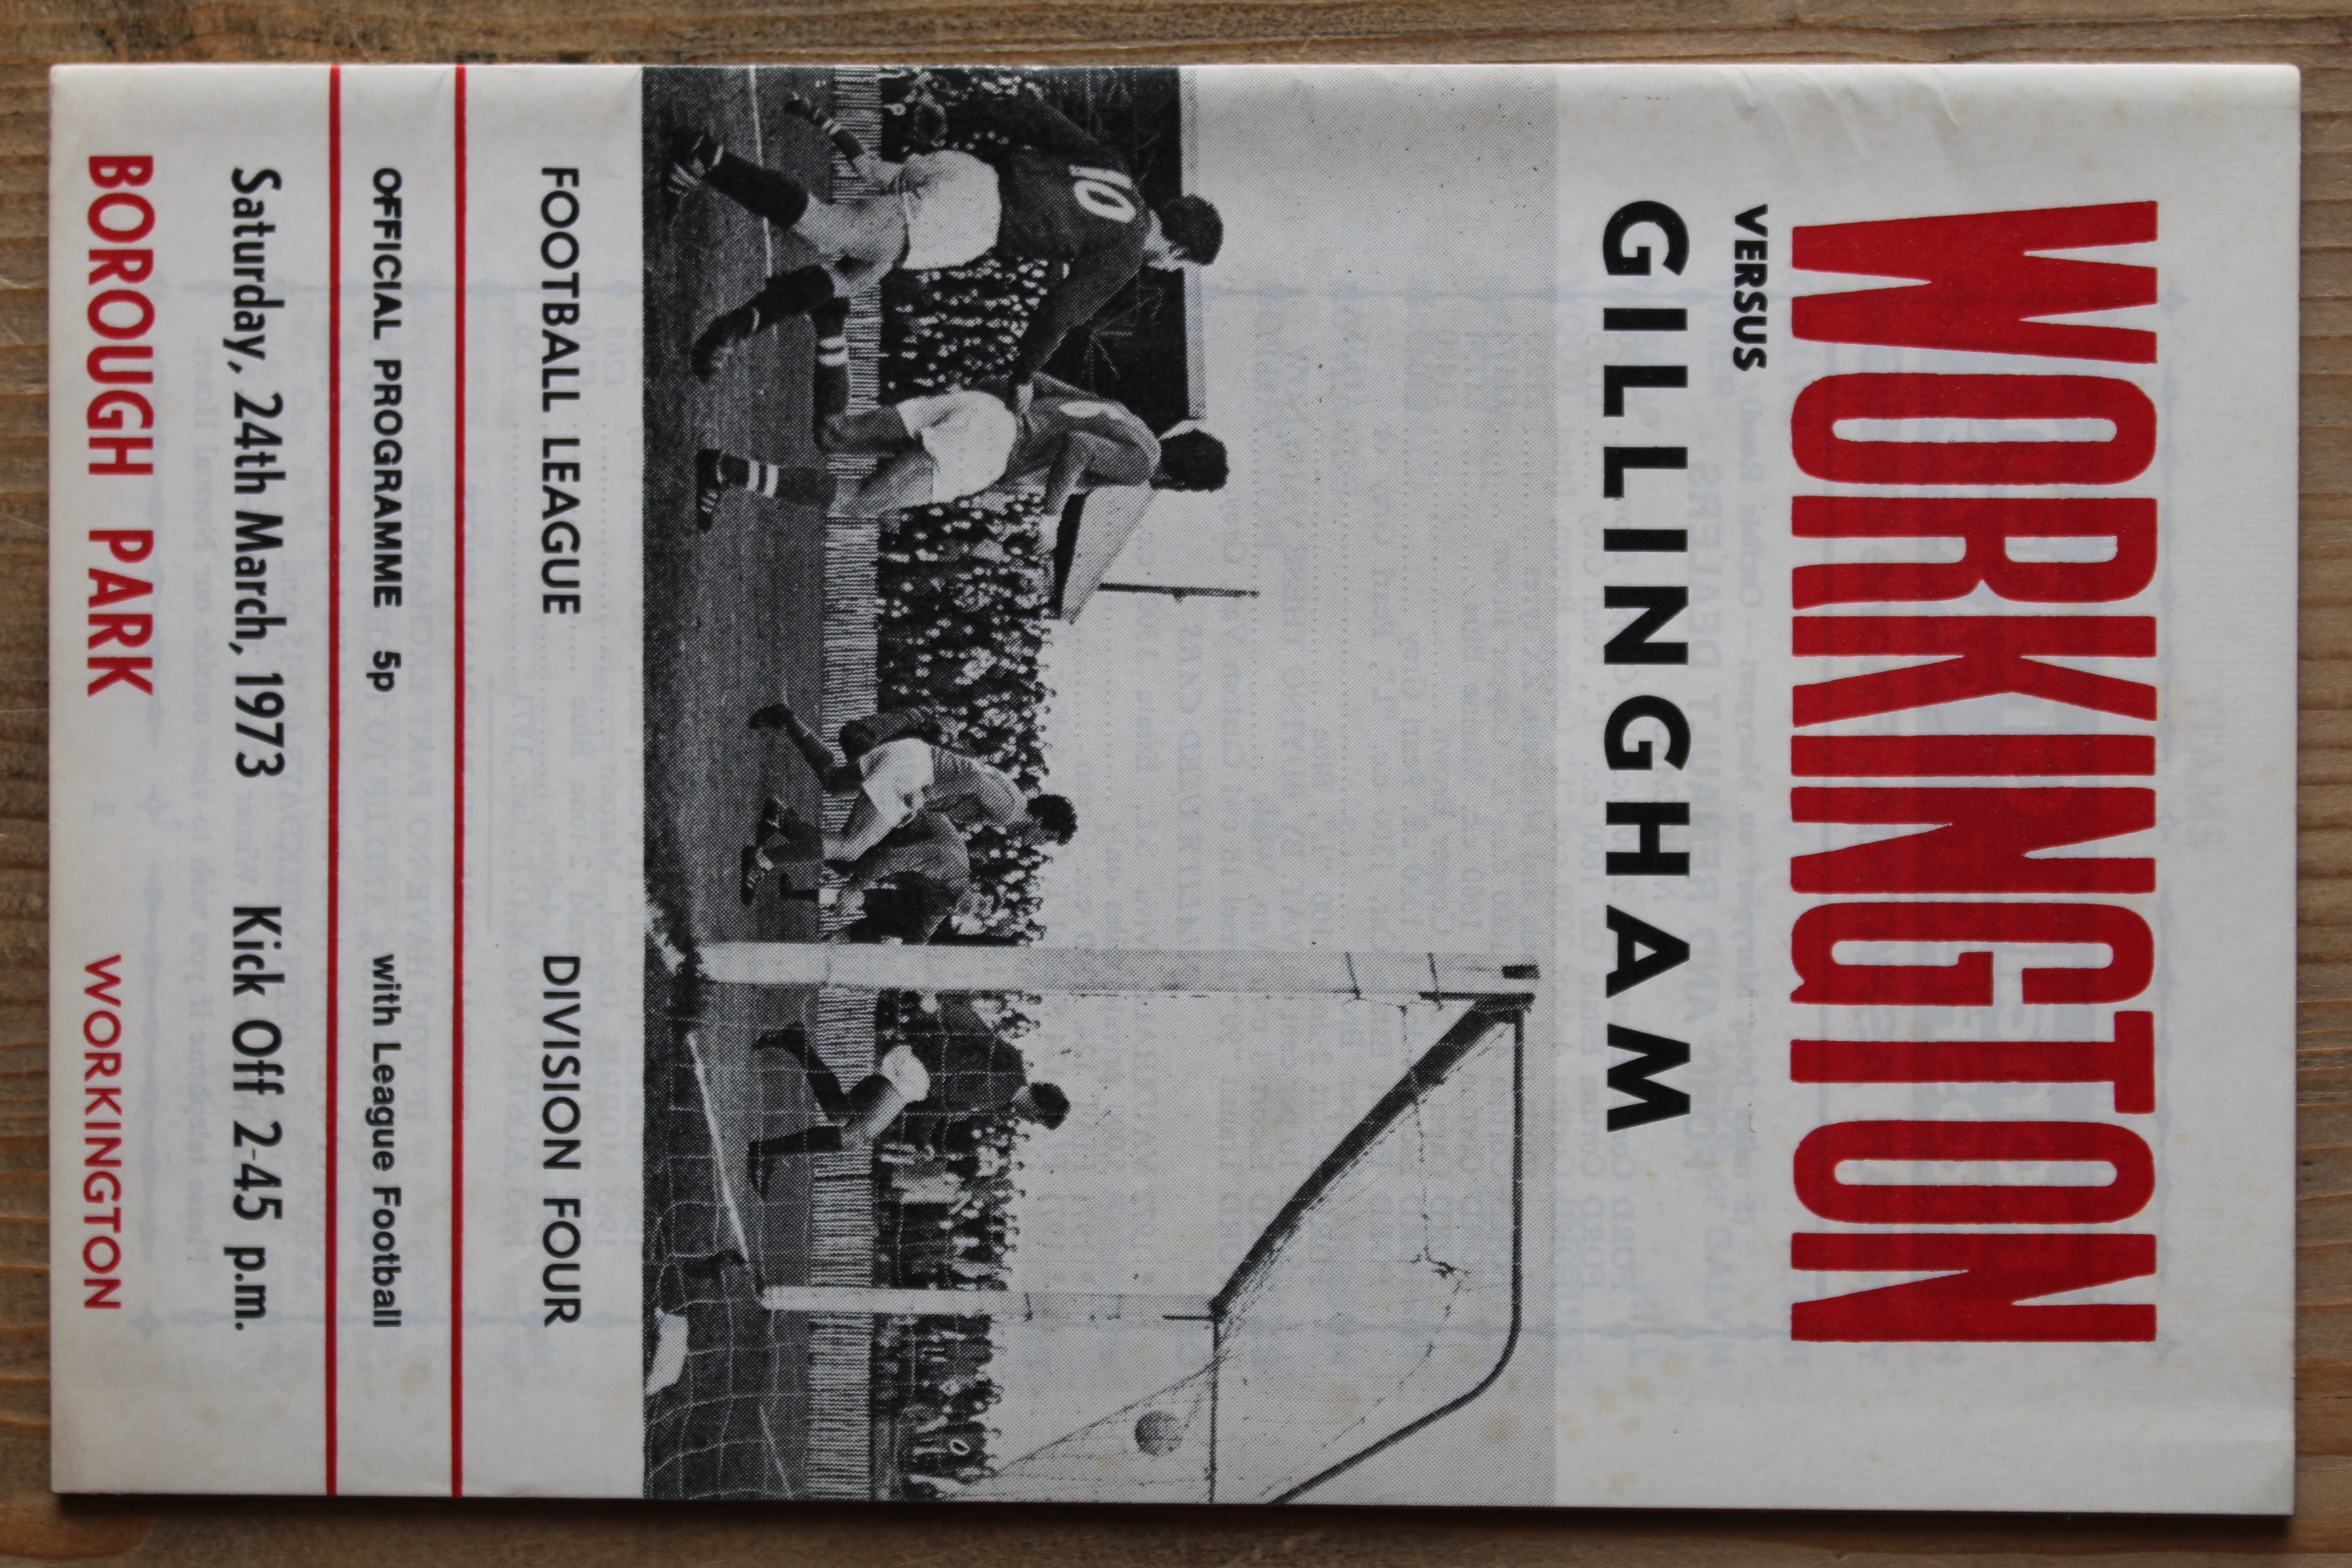 WORKINGTON
VERSUS
GILLINGHAM
10
FOOTBALL LEAGUE DIVISION FOUR
OFFICIAL PROGRAMME 5p with League Football
Saturday, 24th March, 1973 Kick Off 2-45 p.m.
BOROUGH PARK WORKINGTON